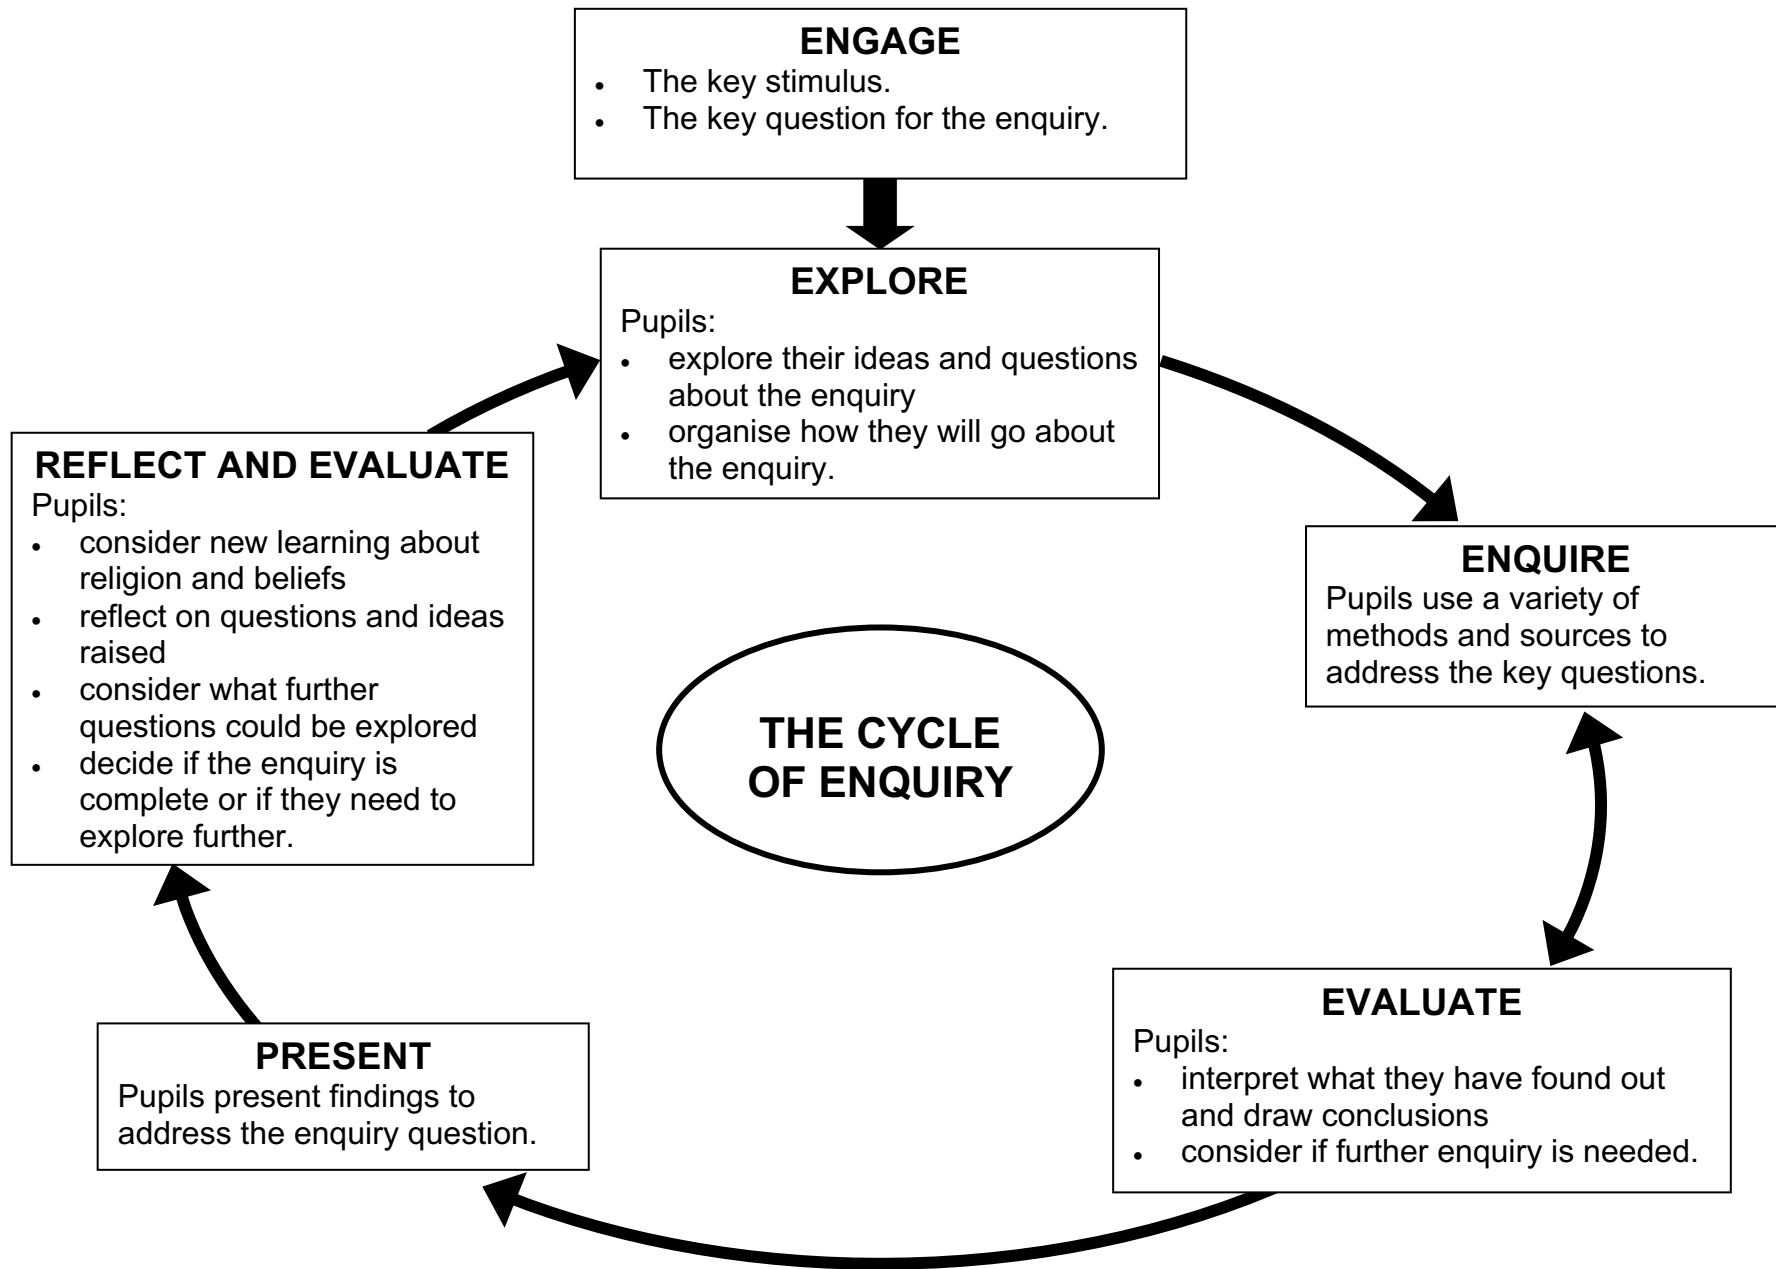 ENGAGE
• The key stimulus.
• The key question for the enquiry.
EXPLORE
Pupils:
• explore their ideas and questions
about the enquiry
• organise how they will go about
the enquiry.
REFLECT AND EVALUATE
Pupils:
• consider new learning about
religion and beliefs
• reflect on questions and ideas
raised
• consider what further
questions could be explored
• decide if the enquiry is
complete or if they need to
explore further.
ENQUIRE
Pupils use a variety of
methods and sources to
address the key questions.
THE CYCLE
OF ENQUIRY
EVALUATE
Pupils:
• interpret what they have found out
and draw conclusions
• consider if further enquiry is needed.
PRESENT
Pupils present findings to
address the enquiry question.